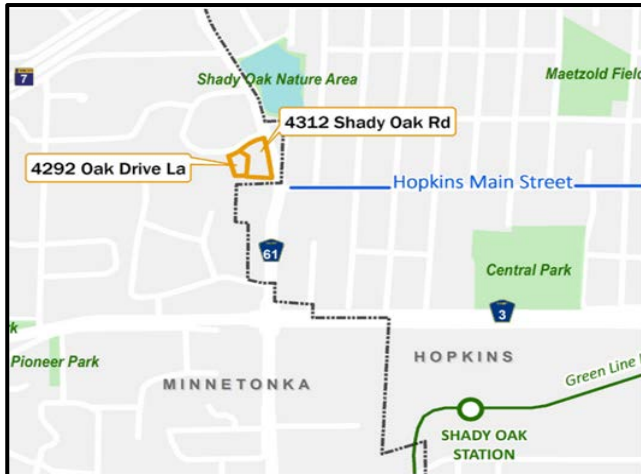 7
Shady Oak Nature Area
Maetzold Field
4312 Shady Oak Rd
4292 Oak Drive La
Hopkins Main Street
61
Central Park
3
Pioneer Park
HOPKINS
MINNETONKA
Green Line
SHADY OAK
STATION